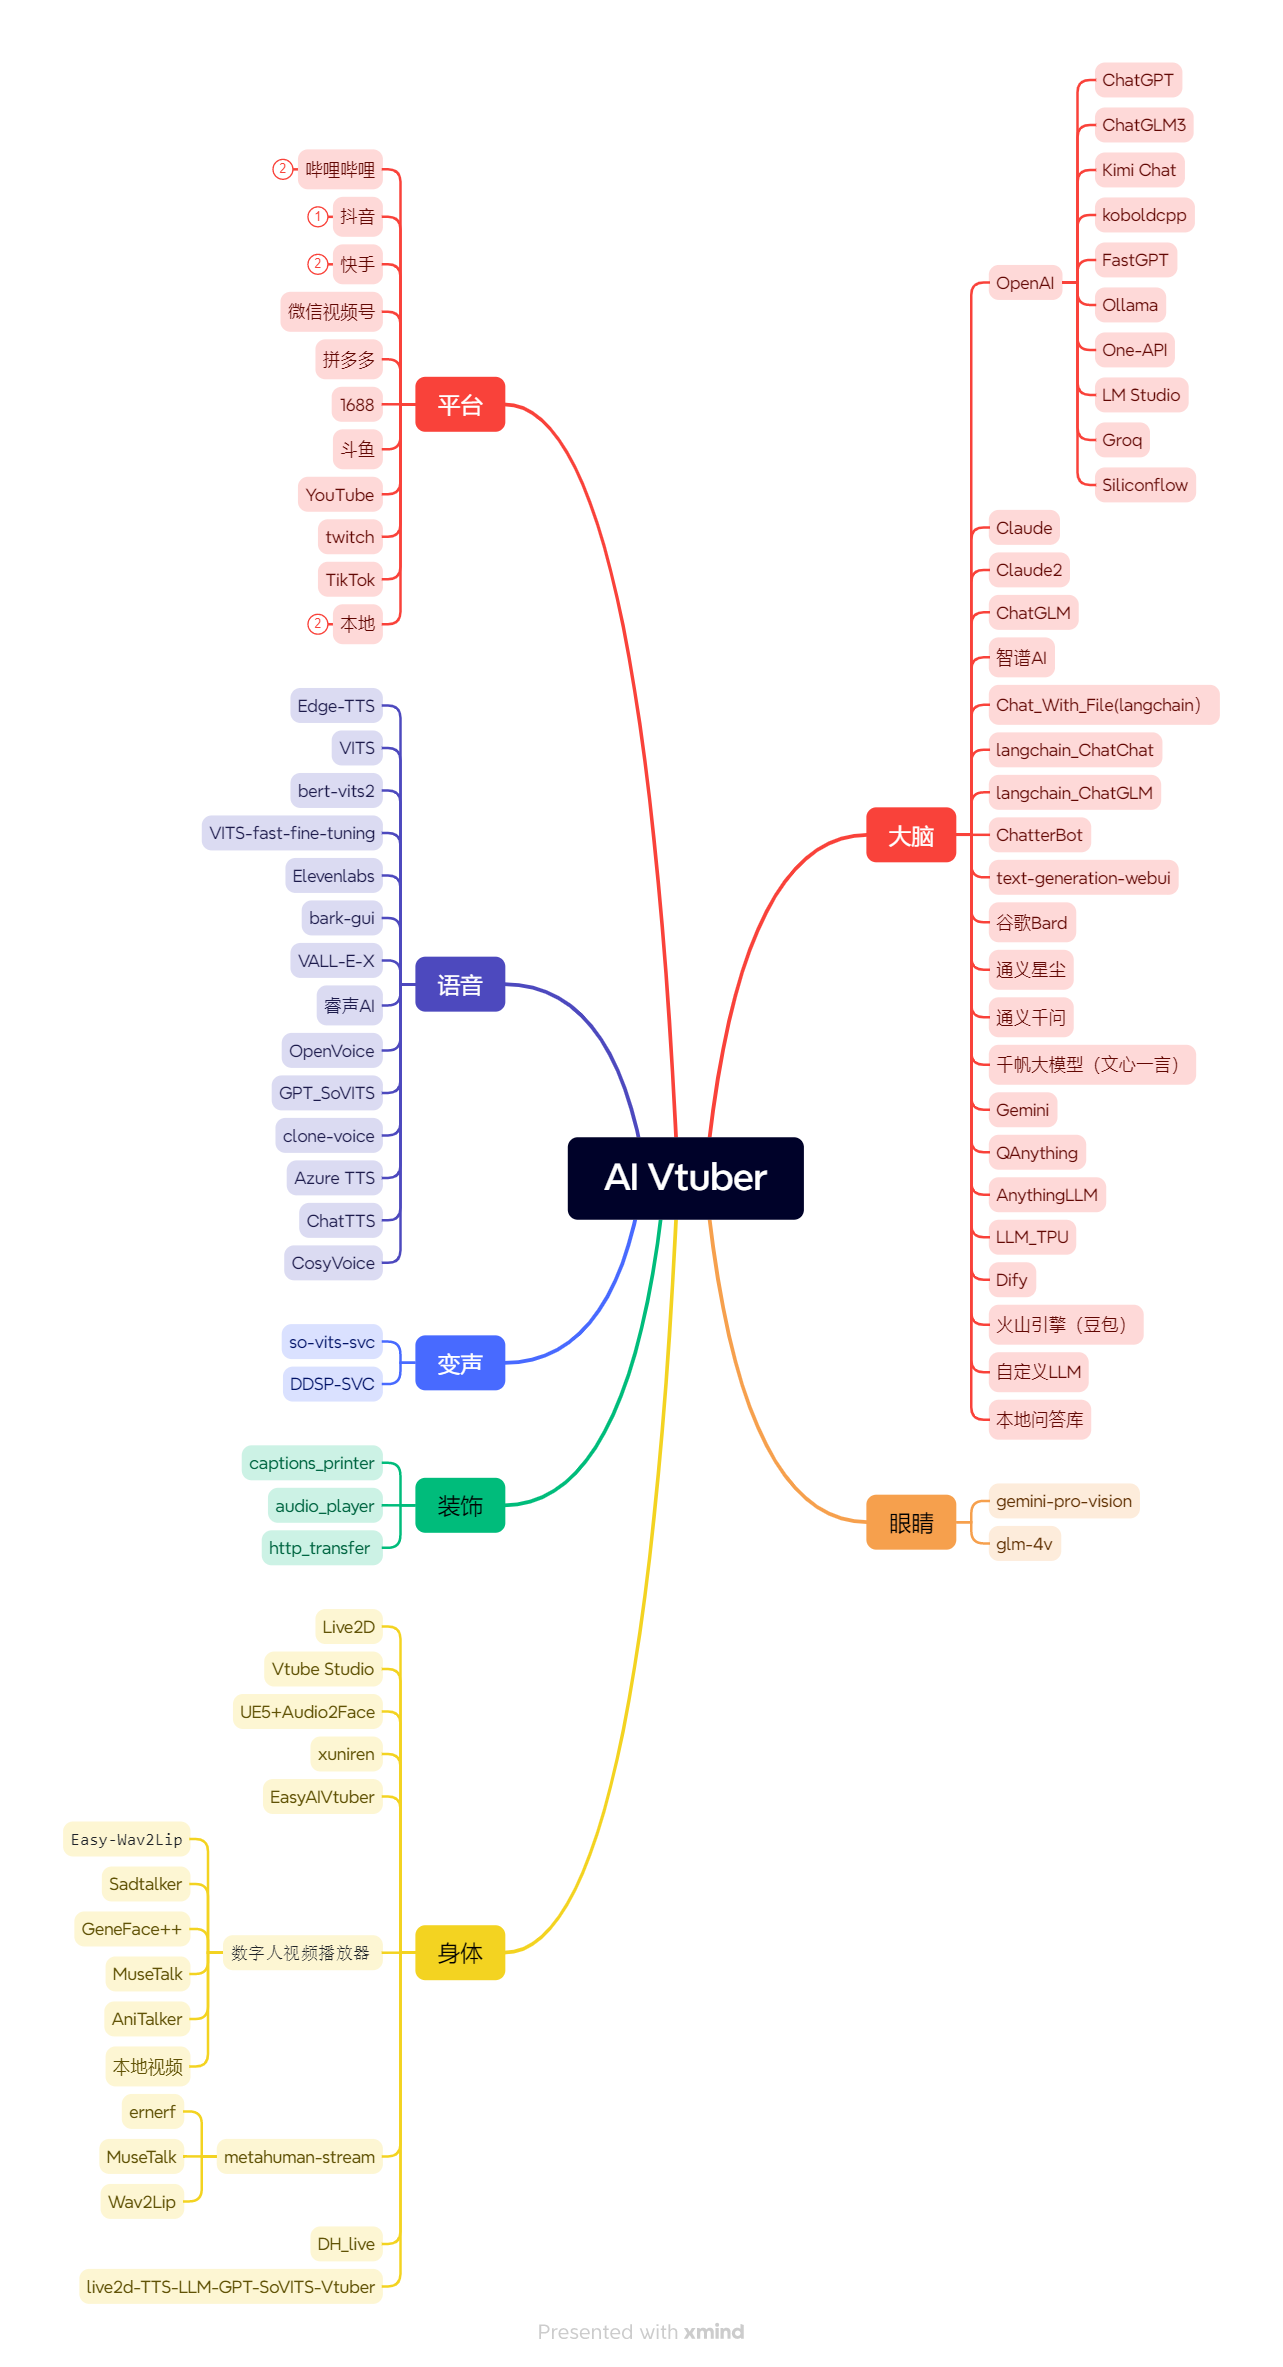 AI Vtuber
平台
哔哩哔哩
2
抖音
1
快手
2
微信视频号
拼多多
1688
斗鱼
YouTube
twitch
TikTok
本地
2
语音
Edge-TTS
VITS
bert-vits2
VITS-fast-fine-tuning
Elevenlabs
bark-gui
VALL-E-X
睿声AI
OpenVoice
GPT_SoVITS
clone-voice
Azure TTS
ChatTTS
CosyVoice
变声
so-vits-svc
DDSP-SVC
装饰
captions_printer
audio_player
http_transfer
身体
Live2D
Vtube Studio
UE5+Audio2Face
xuniren
EasyAIVtuber
数字人视频播放器
Easy-Wav2Lip
Sadtalker
GeneFace++
MuseTalk
AniTalker
本地视频
metahuman-stream
ernerf
MuseTalk
Wav2Lip
DH_live
live2d-TTS-LLM-GPT-SoVITS-Vtuber
大脑
OpenAI
ChatGPT
ChatGLM3
Kimi Chat
koboldcpp
FastGPT
Ollama
One-API
LM Studio
Groq
Siliconflow
Claude
Claude2
ChatGLM
智谱AI
Chat_With_File(langchain）
langchain_ChatChat
langchain_ChatGLM
ChatterBot
text-generation-webui
谷歌Bard
通义星尘
通义千问
千帆大模型（文心一言）
Gemini
QAnything
AnythingLLM
LLM_TPU
Dify
火山引擎（豆包）
自定义LLM
本地问答库
眼睛
gemini-pro-vision
glm-4v
Presented with xmind